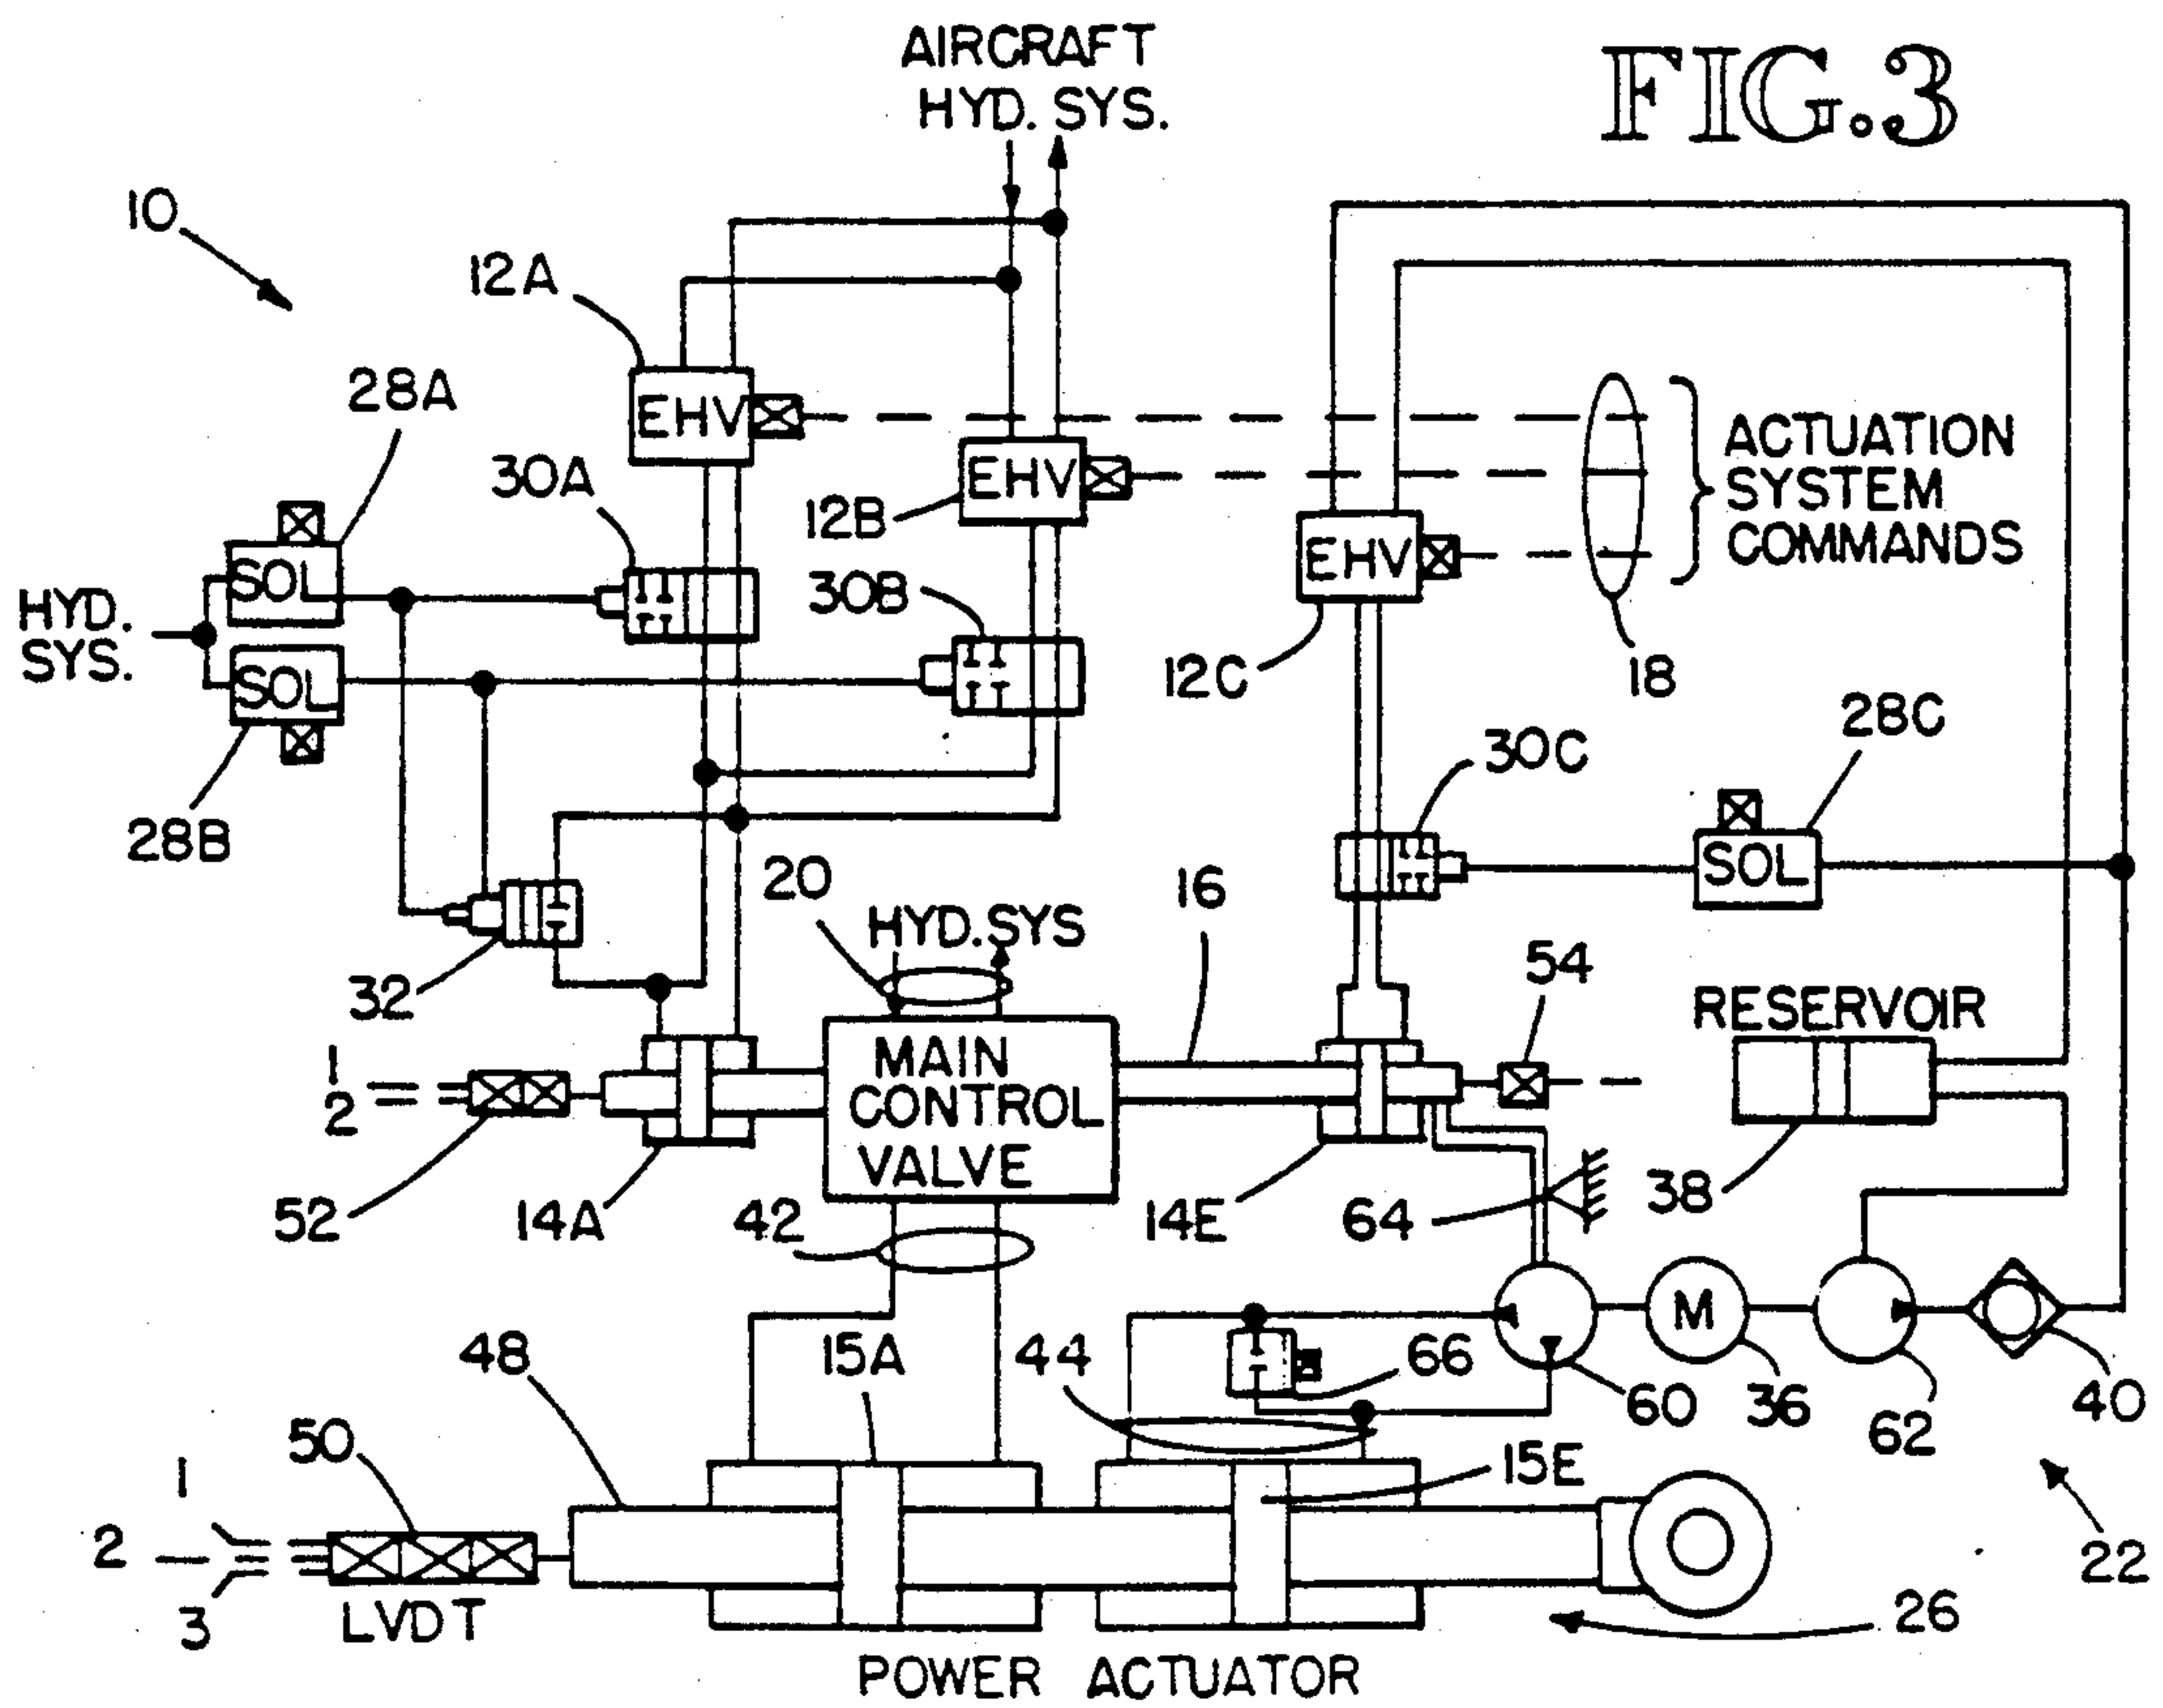 AIRCRAFT
HYD. SYS.
FIG.3
10
12A
28A
EHV
30A
EHV
12B
ACTUATION
SYSTEM
COMMANDS
SOL
30B
EHV
HYD.
SYS.
SOL
12C
18
28C
30C
28B
20
16
SOL
HYD.SYS
32
54
RESERVOIR
1
2
MAIN
CONTROL
VALVE
52
14A
42
14E
64
38
48
15A
44
66
M
60
36
62
40
50
15E
1
2
3
LVDT
22
26
POWER ACTUATOR